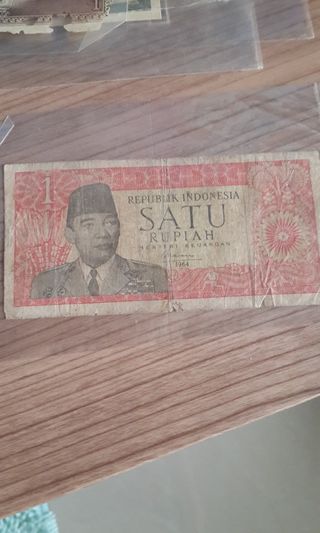 1
REPUBLIK INDONESIA
SATU
RUPIAH
MENTERI KEUANGAN
1964